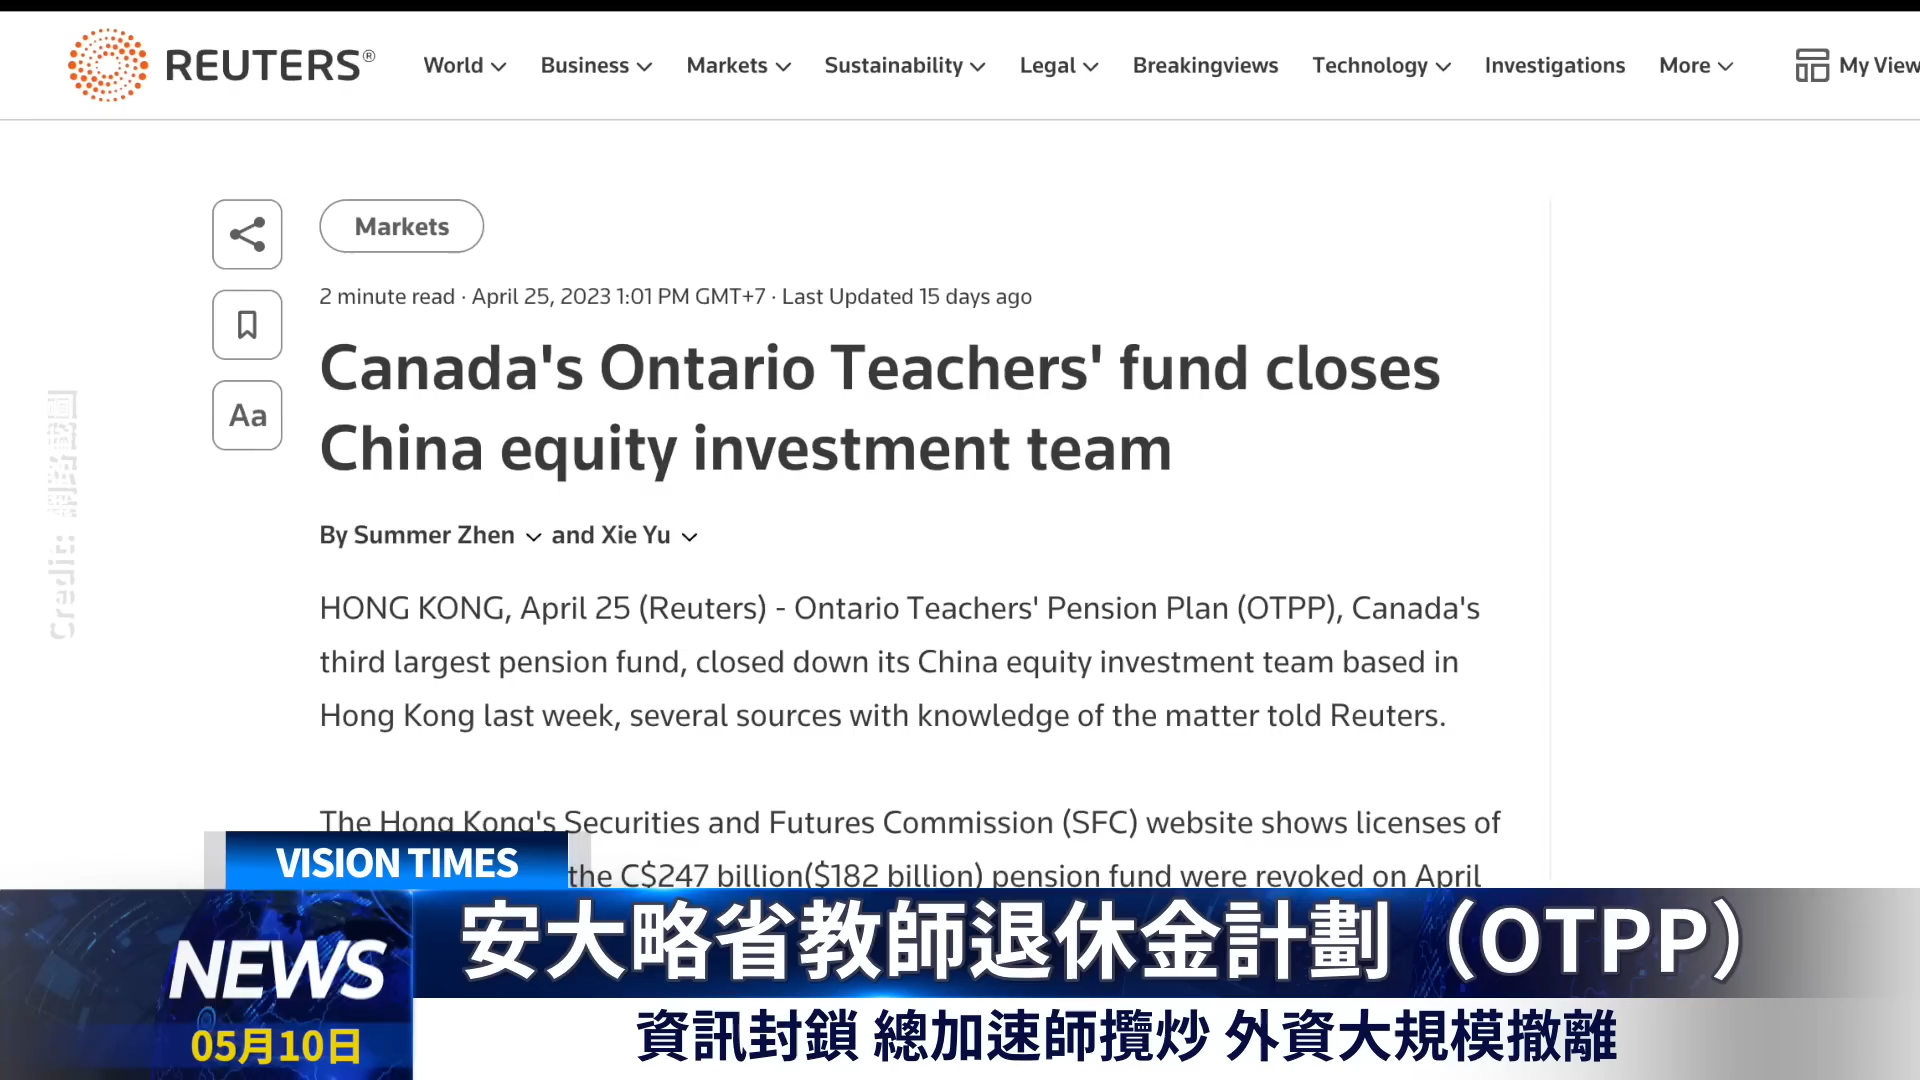 REUTERS®
World Business Markets Sustainability Legal Breakingviews Technology Investigations More My View
Markets
2 minute read · April 25, 2023 1:01 PM GMT+7 · Last Updated 15 days ago
Aa
Canada's Ontario Teachers' fund closes
China equity investment team
By Summer Zhen and Xie Yu
HONG KONG, April 25 (Reuters) - Ontario Teachers' Pension Plan (OTPP), Canada's
third largest pension fund, closed down its China equity investment team based in
Hong Kong last week, several sources with knowledge of the matter told Reuters.
The Hong Kong's Securities and Futures Commission (SFC) website shows licenses of
the C$247 billion($182 billion) pension fund were revoked on April
Credit: 網路截圖
VISION TIMES
NEWS
05月10日
安大略省教師退休金計劃（OTPP）
資訊封鎖 總加速師攬炒 外資大規模撤離